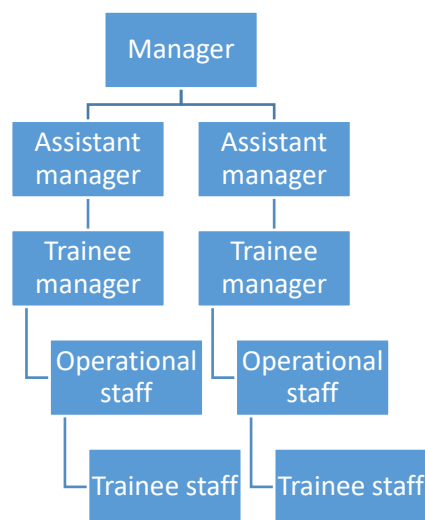 Manager
Assistant
manager
Assistant
manager
Trainee
manager
Trainee
manager
Operational
staff
Operational
staff
Trainee staff
Trainee staff